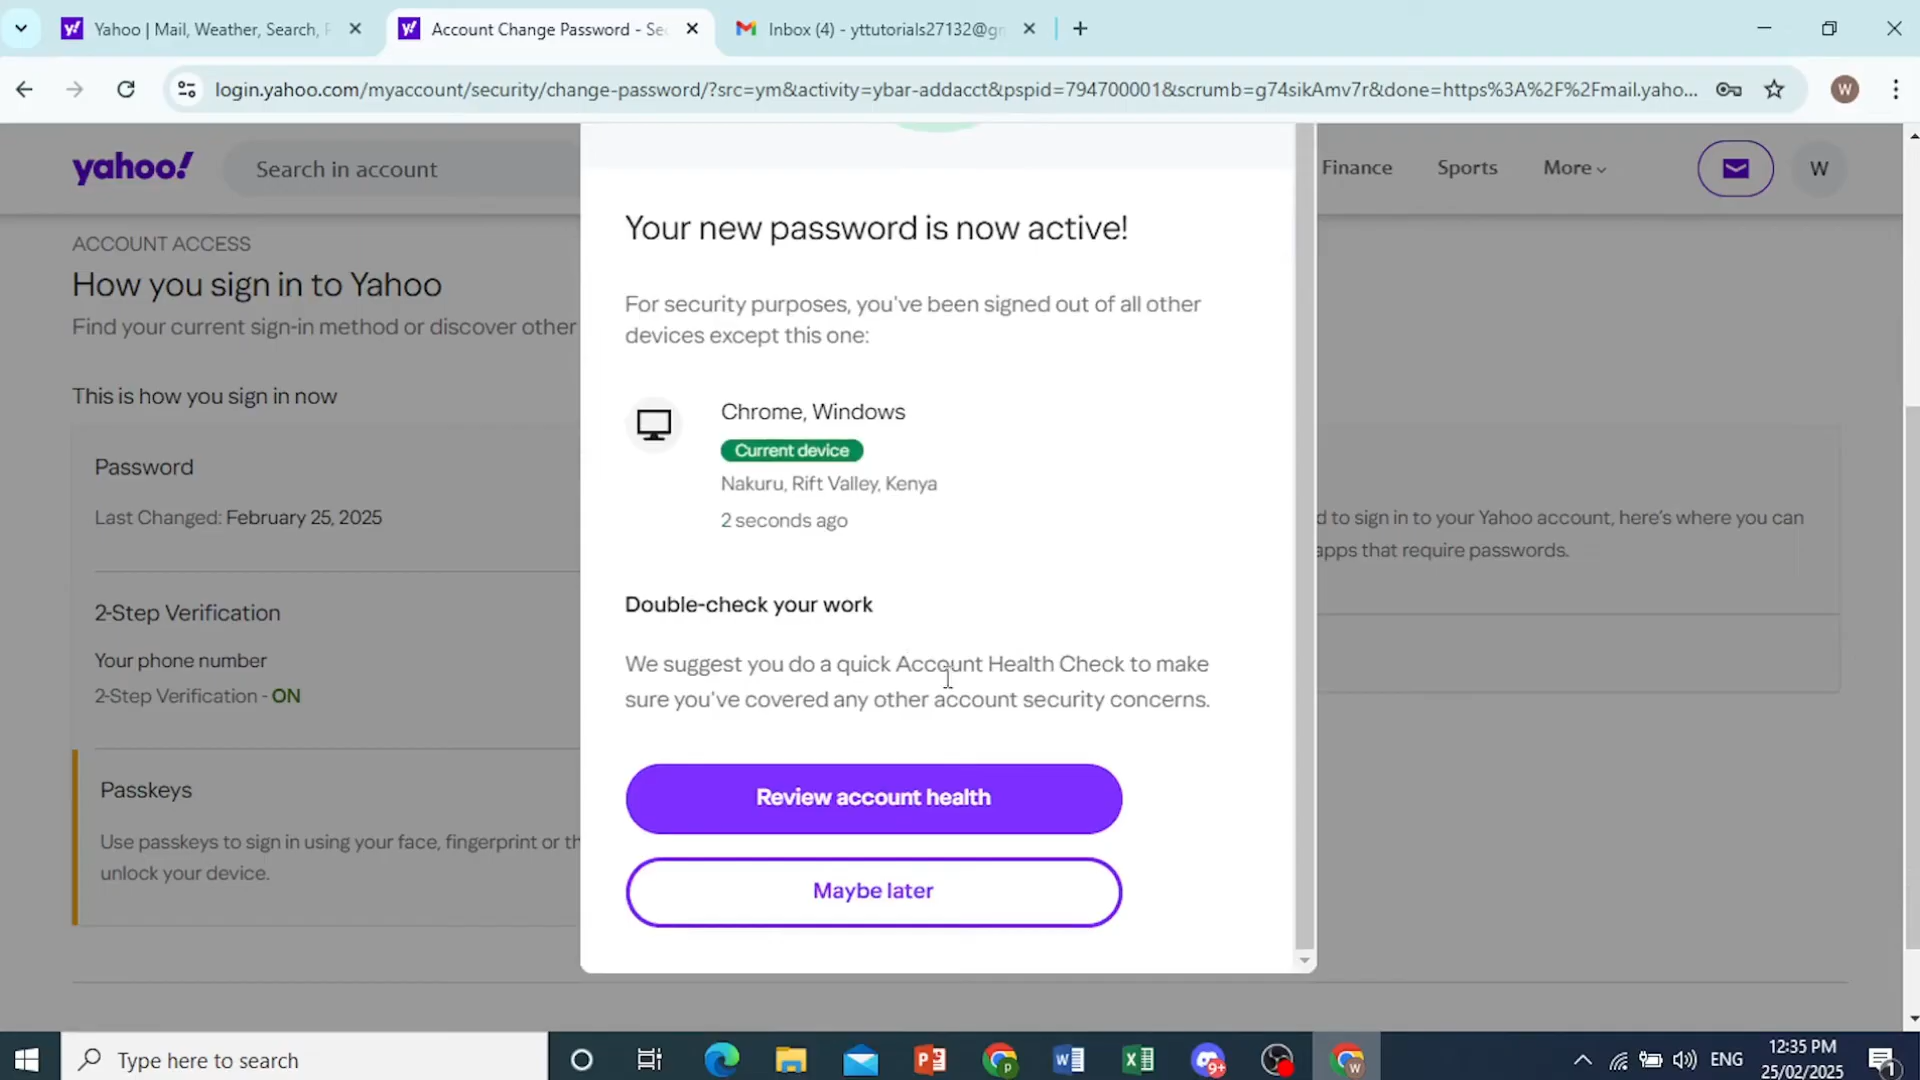 Yahoo | Mail, Weather, Search,
Account Change Password - Se
Inbox (4) - yttutorials27132@g
login.yahoo.com/myaccount/security/change-password/?src=ym&activity=ybar-addacct&pspid=794700001&scrumb=g74sikAmv7r&done=https%3A%2F%2Fmail.yaho...
W
yahoo!
Search in account
Finance
Sports
More
W
ACCOUNT ACCESS
How you sign in to Yahoo
Find your current sign-in method or discover other
This is how you sign in now
Password
Last Changed: February 25, 2025
2-Step Verification
Your phone number
2-Step Verification - ON
Passkeys
Use passkeys to sign in using your face, fingerprint or th
unlock your device.
Your new password is now active!
For security purposes, you've been signed out of all other
devices except this one:
Chrome, Windows
Current device
Nakuru, Rift Valley, Kenya
2 seconds ago
Double-check your work
We suggest you do a quick Account Health Check to make
sure you've covered any other account security concerns.
Review account health
Maybe later
d to sign in to your Yahoo account, here's where you can
apps that require passwords.
Type here to search
9+
ENG
12:35 PM
25/02/2025
1